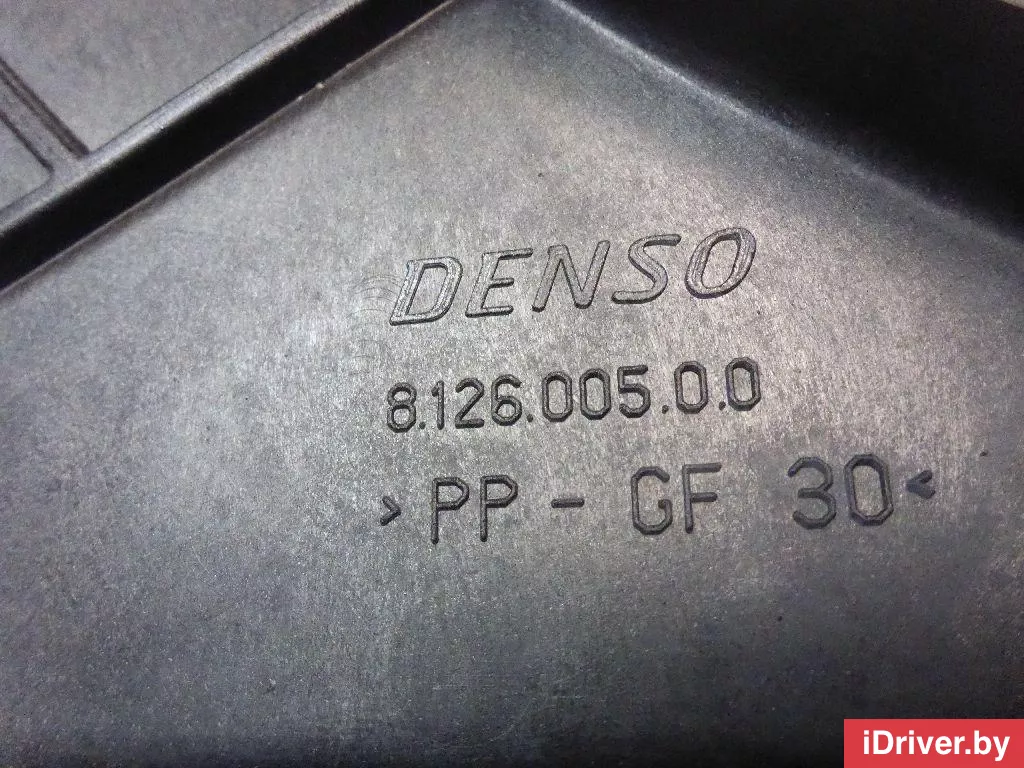 DENSO
8.126.005.0.0
>PP - GF 30<
iDriver.by